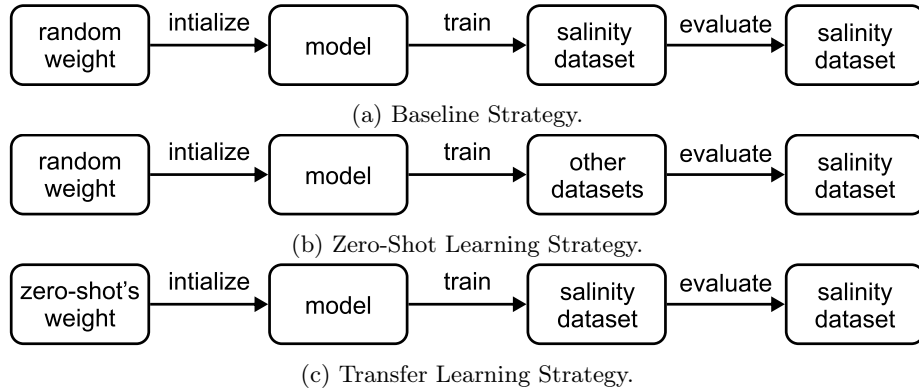 random weight
intialize
model
train
salinity dataset
evaluate
salinity dataset
(a) Baseline Strategy.
random weight
intialize
model
train
other datasets
evaluate
salinity dataset
(b) Zero-Shot Learning Strategy.
zero-shot's weight
intialize
model
train
salinity dataset
evaluate
salinity dataset
(c) Transfer Learning Strategy.